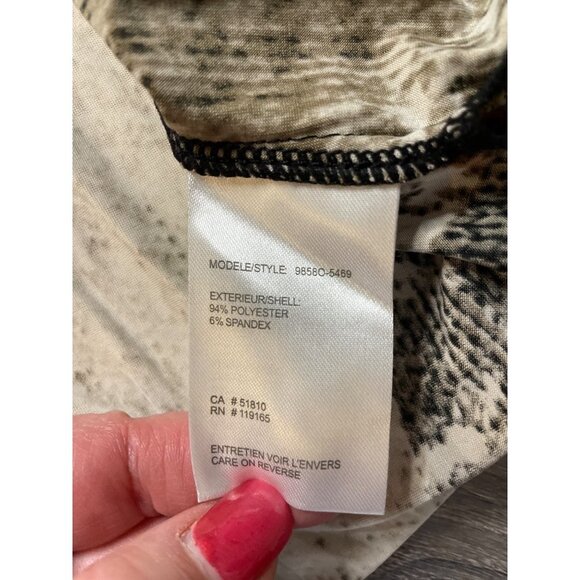 MODELE/STYLE: 9858C-5469
EXTERIEUR/SHELL:
94% POLYESTER
6% SPANDEX
CA # 51810
RN # 119165
ENTRETIEN VOIR L'ENVERS
CARE ON REVERSE